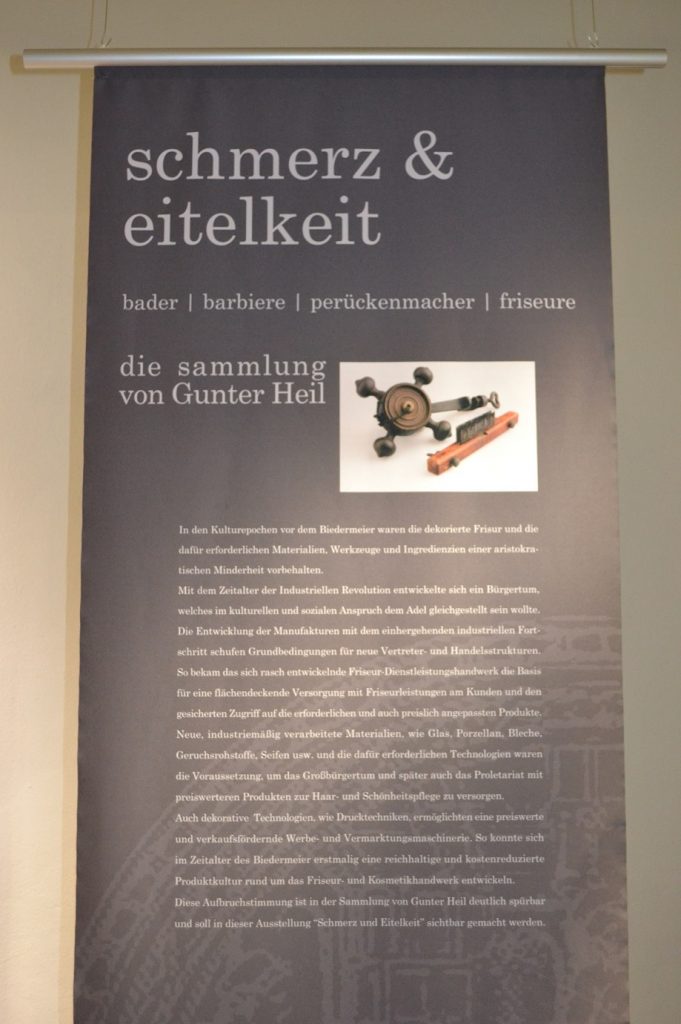 schmerz &
eitelkeit
bader | barbiere | perückenmacher | friseure
die sammlung
von Gunter Heil
In den Kulturepochen vor dem Biedermeier waren die dekorierte Frisur und die
dafür erforderlichen Materialien, Werkzeuge und Ingredienzien einer aristokra-
tischen Minderheit vorbehalten.
Mit dem Zeitalter der Industriellen Revolution entwickelte sich ein Bürgertum,
welches im kulturellen und sozialen Anspruch dem Adel gleichgestellt sein wollte.
Die Entwicklung der Manufakturen mit dem einhergehenden industriellen Fort-
schritt schufen Grundbedingungen für neue Vertreter- und Handelsstrukturen.
So bekam das sich rasch entwickelnde Friseur-Dienstleistungshandwerk die Basis
für eine flächendeckende Versorgung mit Friseurleistungen am Kunden und den
gesicherten Zugriff auf die erforderlichen und auch preislich angepassten Produkte.
Neue, industriemäßig verarbeitete Materialien, wie Glas, Porzellan, Bleche,
Geruchsrohstoffe, Seifen usw. und die dafür erforderlichen Technologien waren
die Voraussetzung, um das Großbürgertum und später auch das Proletariat mit
preiswerteren Produkten zur Haar- und Schönheitspflege zu versorgen.
Auch dekorative Technologien, wie Drucktechniken, ermöglichten eine preiswerte
und verkaufsfördernde Werbe- und Vermarktungsmaschinerie. So konnte sich
im Zeitalter des Biedermeier erstmalig eine reichhaltige und kostenreduzierte
Produktkultur rund um das Friseur- und Kosmetikhandwerk entwickeln.
Diese Aufbruchstimmung ist in der Sammlung von Gunter Heil deutlich spürbar
und soll in dieser Ausstellung “Schmerz und Eitelkeit” sichtbar gemacht werden.